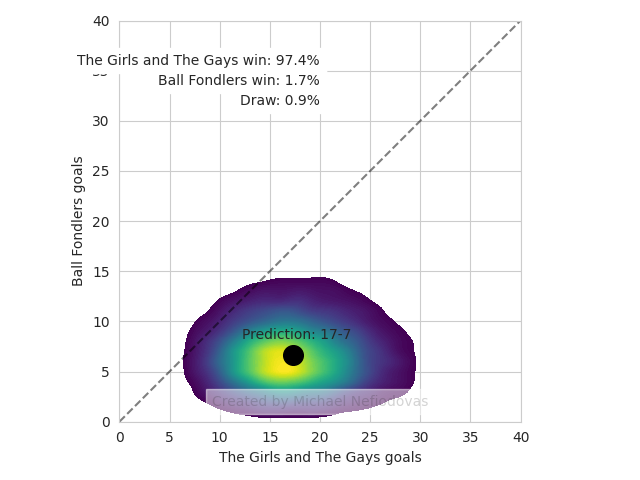 40
The Girls and The Gays win: 97.4%
Ball Fondlers win: 1.7%
Draw: 0.9%
30
25
20
15
10
5
0
Ball Fondlers goals
Prediction: 17-7
Created by Michael Nefiodovas
0 5 10 15 20 25 30 35 40
The Girls and The Gays goals